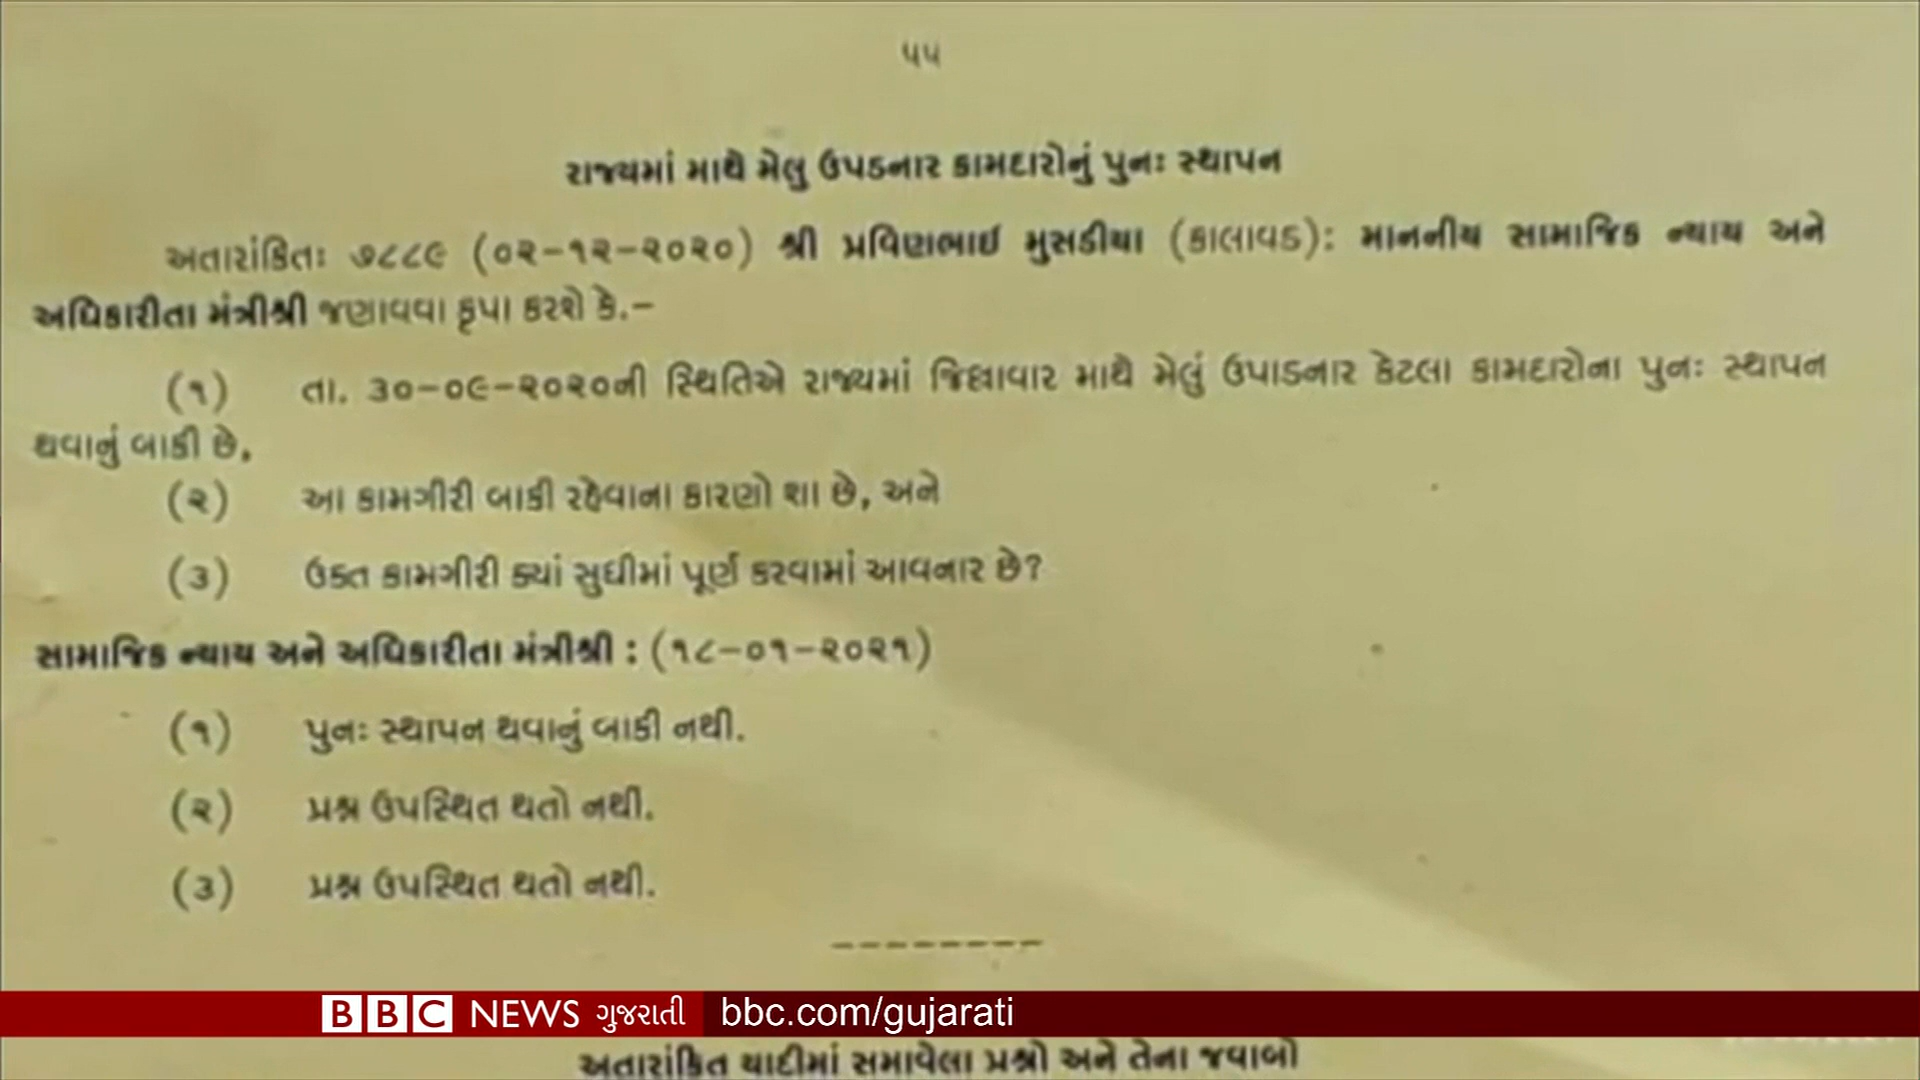 ૫૫
રાજ્યમાં માથે મેલુ ઉપડનાર કામદારોનું પુનઃ સ્થાપન
અતારાંકિતઃ ૭૮૮૯ (૦૨-૧૨-૨૦૨૦) શ્રી પ્રવિણભાઈ મુસડીયા (કાલાવડ): માનનીય સામાજિક ન્યાય અને
અધિકારીતા મંત્રીશ્રી જણાવવા કૃપા કરશે કે.-
(૧) તા. ૩૦-૦૯-૨૦૨૦ની સ્થિતિએ રાજ્યમાં જિલ્લાવાર માથે મેલું ઉપાડનાર કેટલા કામદારોના પુનઃ સ્થાપન
થવાનું બાકી છે,
(૨) આ કામગીરી બાકી રહેવાના કારણો શા છે, અને
(૩) ઉક્ત કામગીરી ક્યાં સુધીમાં પૂર્ણ કરવામાં આવનાર છે?
સામાજિક ન્યાય અને અધિકારીતા મંત્રીશ્રી : (૧૮-૦૧-૨૦૨૧)
(૧) પુનઃ સ્થાપન થવાનું બાકી નથી.
(૨) પ્રશ્ન ઉપસ્થિત થતો નથી.
(૩) પ્રશ્ન ઉપસ્થિત થતો નથી.
---------
BBC NEWS ગુજરાતી bbc.com/gujarati
અતારાંકિત યાદીમાં સમાવેલા પ્રશ્નો અને તેના જવાબો